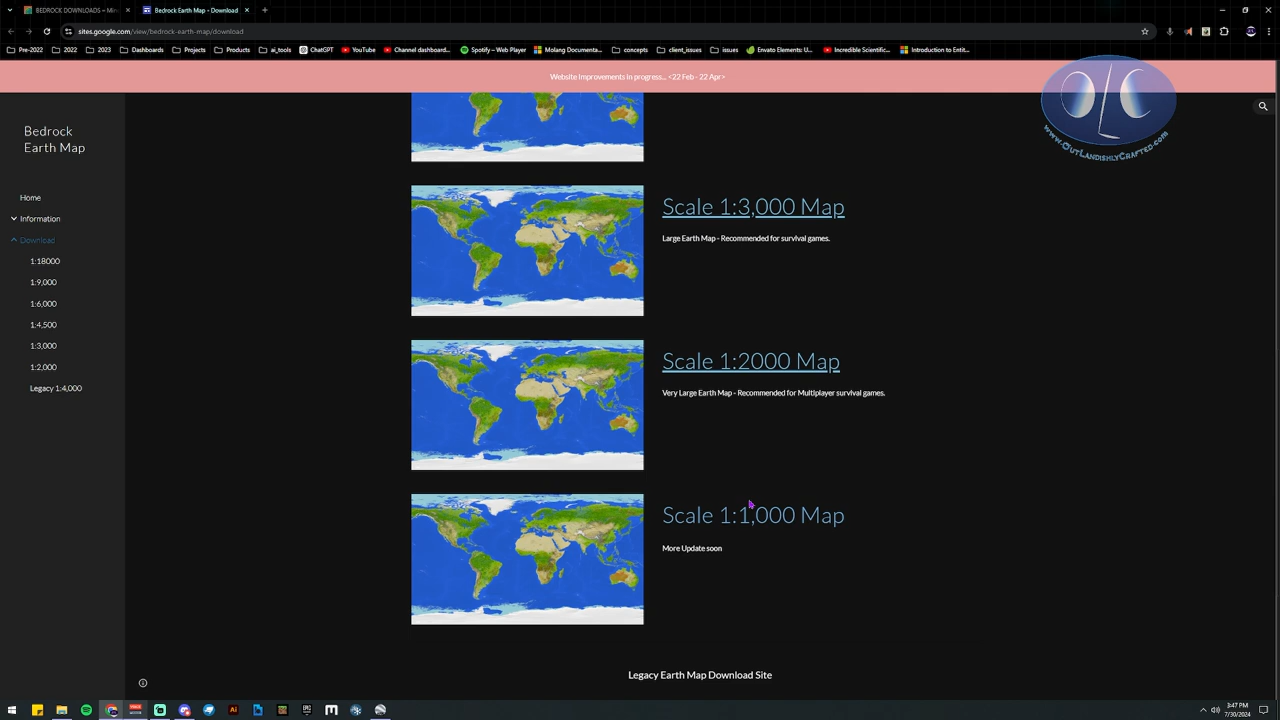 BEDROCK DOWNLOADS – Min
Bedrock Earth Map - Download
sites.google.com/view/bedrock-earth-map/download
Pre-2022
2022
2023
Dashboards
Projects
Products
ai_tools
ChatGPT
YouTube
Channel dashboard...
Spotify – Web Player
Molang Documenta...
concepts
client_issues
issues
Envato Elements: U...
Incredible Scientific...
Introduction to Entit...
Website Improvements In progress... <22 Feb - 22 Apr>
OLC
www.OutLandishlyCrafted.com
Bedrock
Earth Map
Home
Information
Download
1:18000
1:9,000
1:6,000
1:4,500
1:3,000
1:2,000
Legacy 1:4,000
Scale 1:3,000 Map
Large Earth Map - Recommended for survival games.
Scale 1:2000 Map
Very Large Earth Map - Recommended for Multiplayer survival games.
Scale 1:1,000 Map
More Update soon
Legacy Earth Map Download Site
3:47 PM
7/30/2024